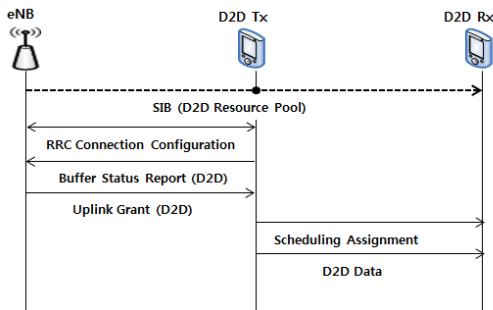 eNB
D2D Tx
D2D Rx
SIB (D2D Resource Pool)
RRC Connection Configuration
Buffer Status Report (D2D)
Uplink Grant (D2D)
Scheduling Assignment
D2D Data